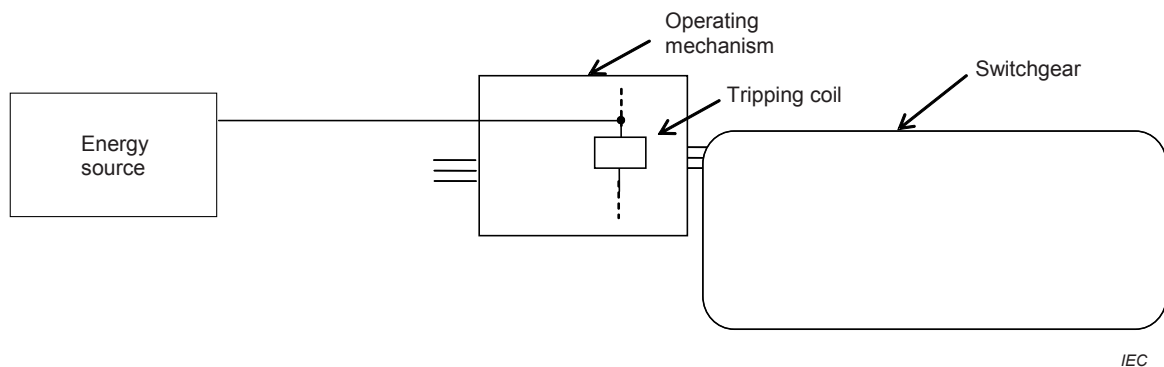 Operating
mechanism
Switchgear
Tripping coil
Energy
source
IEC